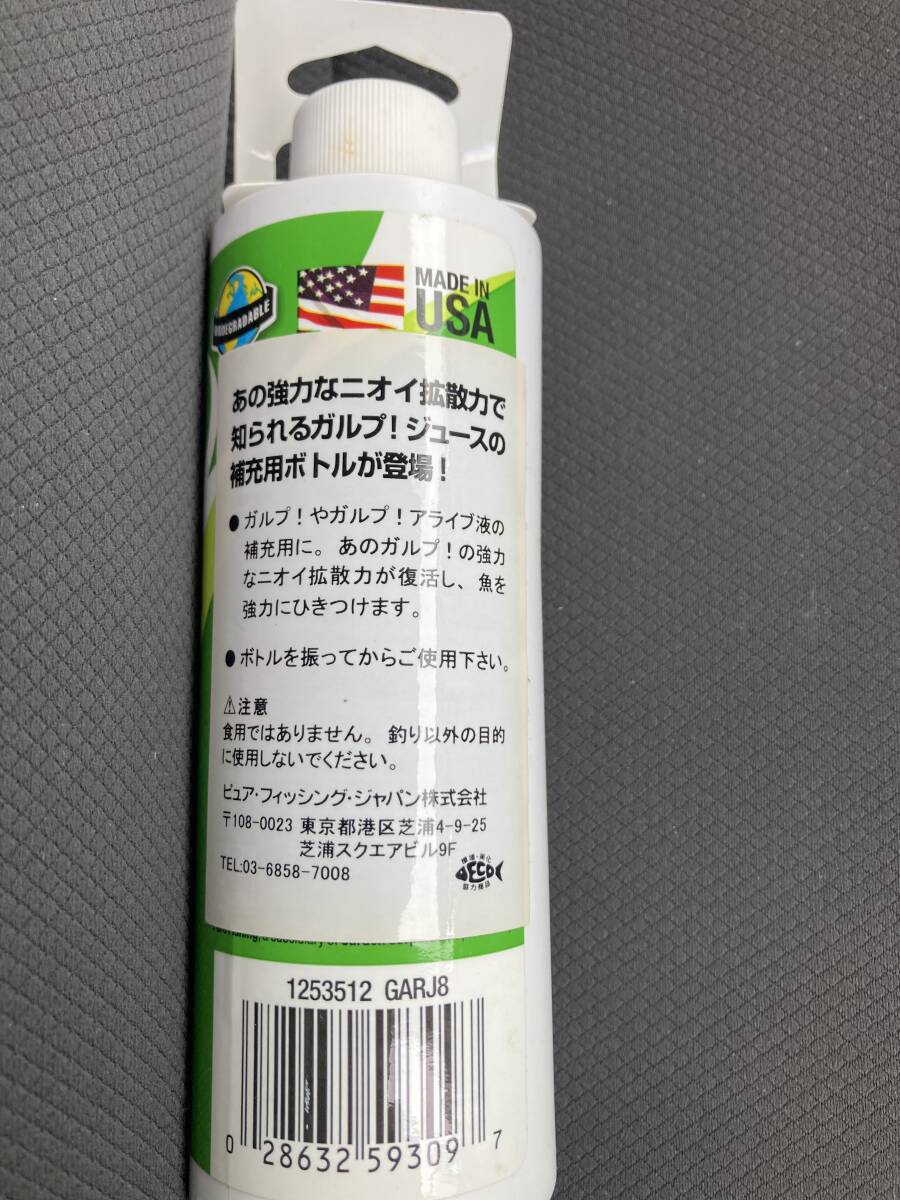 MADE IN
USA
BIODEGRADABLE
あの強力なニオイ拡散力で
知られるガルプ！ジュースの
補充用ボトルが登場！
●ガルプ！やガルプ！アライブ液の
補充用に。あのガルプ！の強力
なニオイ拡散力が復活し、魚を
強力にひきつけます。
●ボトルを振ってからご使用下さい。
⚠注意
食用ではありません。釣り以外の目的
に使用しないでください。
ピュア・フィッシング・ジャパン株式会社
〒108-0023 東京都港区芝浦4-9-25
芝浦スクエアビル9F
TEL:03-6858-7008
環境・美化
ECO
協力商品
1253512 GARJ8
0 28632 59309 7